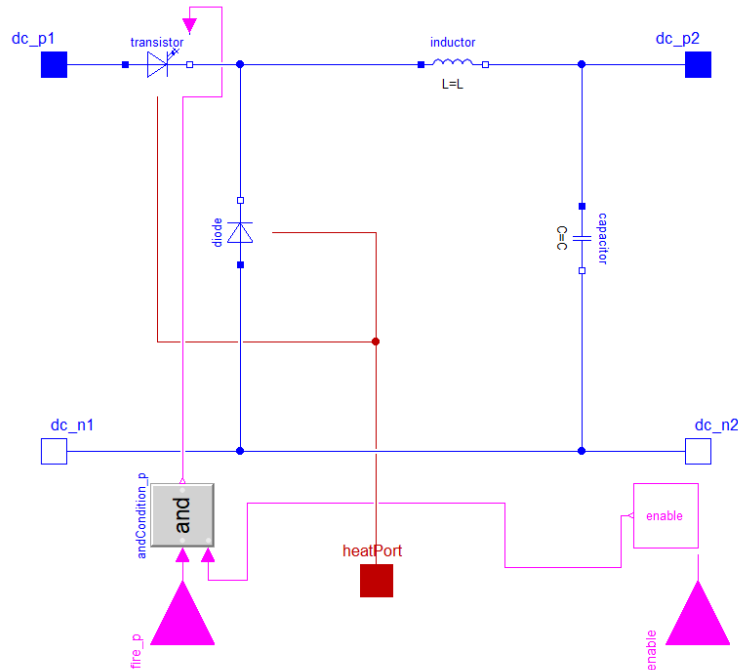 dc_p1
transistor
inductor
dc_p2
L=L
diode
C=C
capacitor
dc_n1
dc_n2
andCondition_p
and
enable
heatPort
fire_p
enable